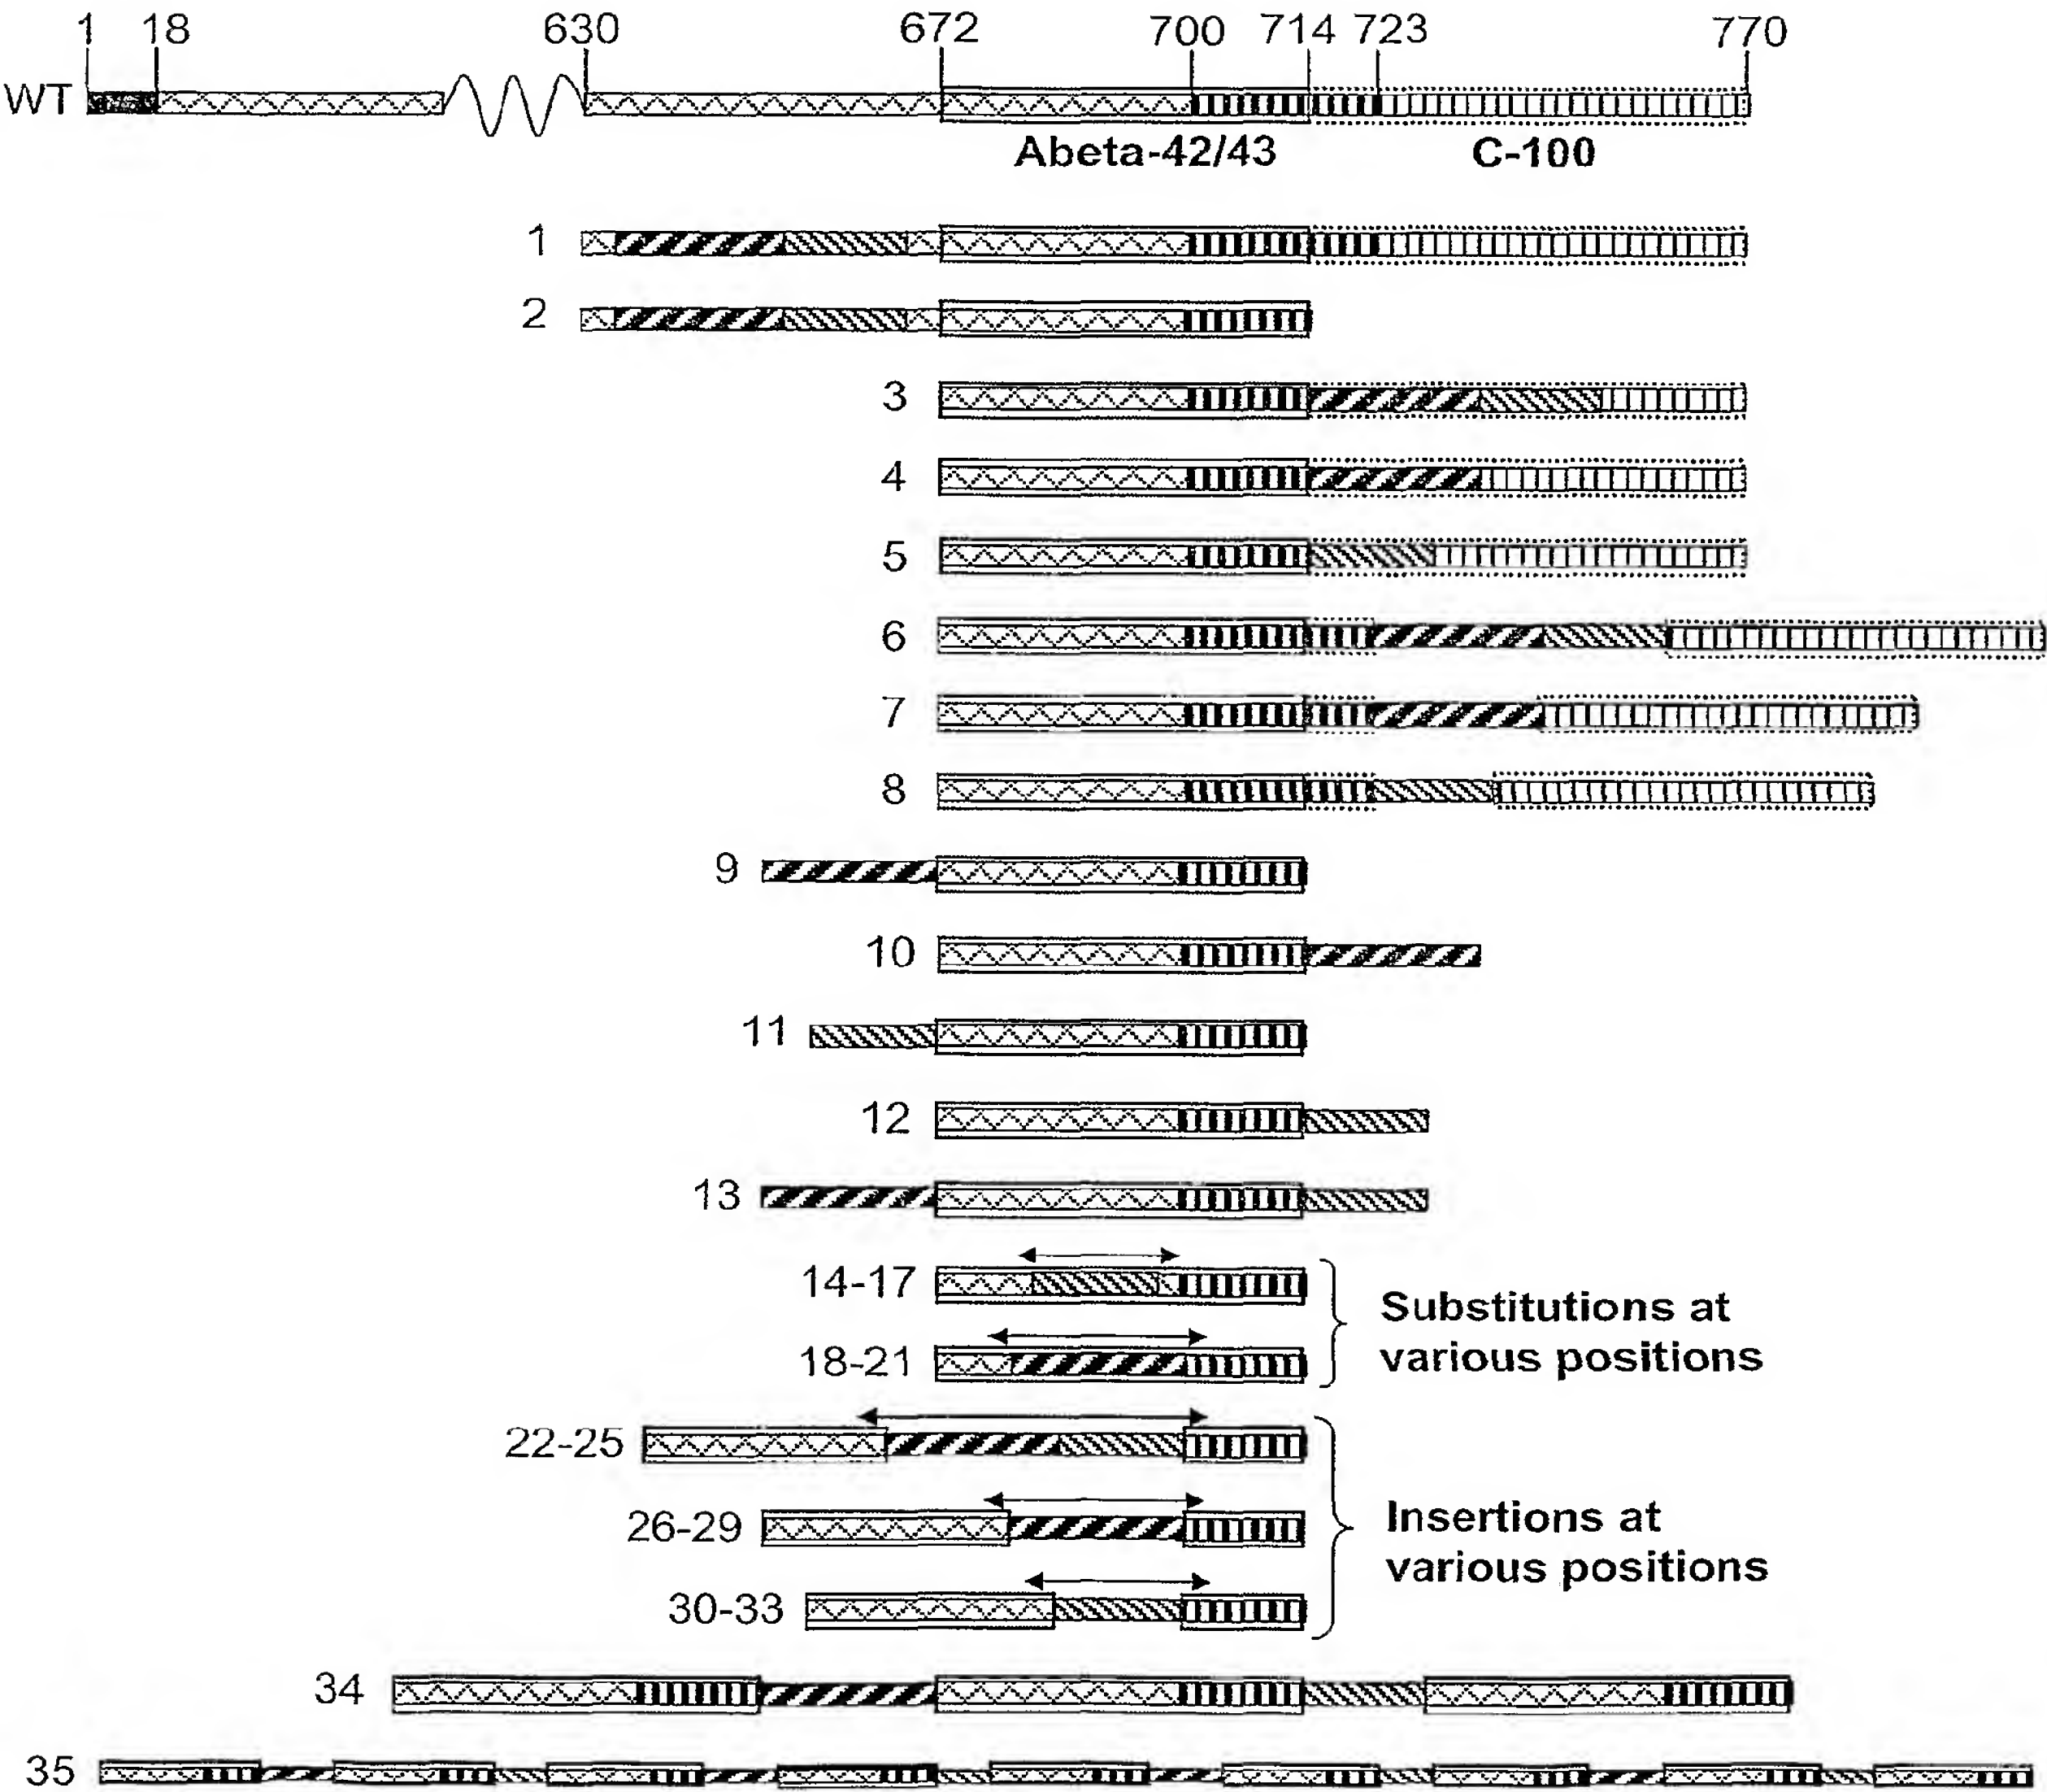 1 18 630 672 700 714 723 770
WT
Abeta-42/43 C-100
1
2
3
4
5
6
7
8
9
10
11
12
13
14-17
18-21
Substitutions at
various positions
22-25
26-29
30-33
Insertions at
various positions
34
35